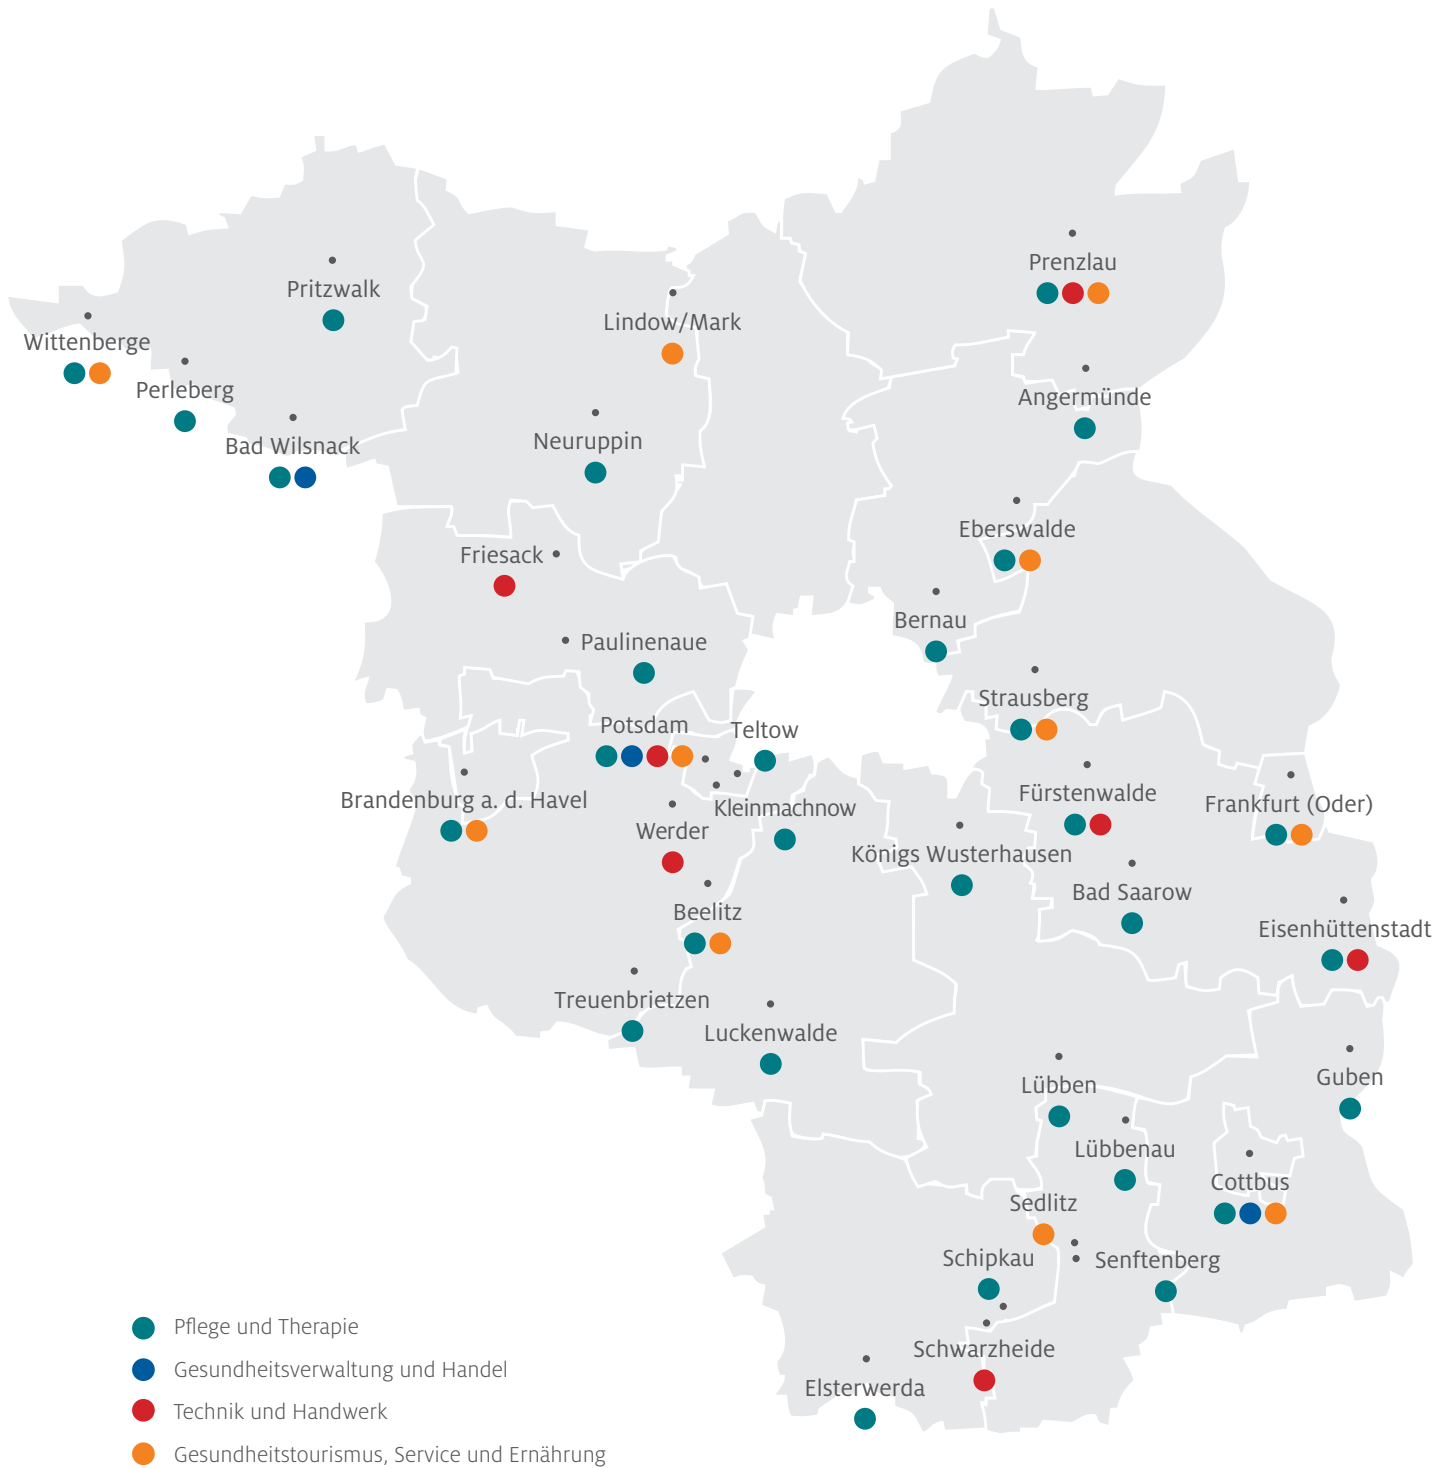 Prenzlau
Pritzwalk
Lindow/Mark
Wittenberge
Perleberg
Angermünde
Bad Wilsnack
Neuruppin
Eberswalde
Friesack
Bernau
Paulinenaue
Strausberg
Potsdam
Teltow
Brandenburg a. d. Havel
Kleinmachnow
Fürstenwalde
Frankfurt (Oder)
Werder
Königs Wusterhausen
Bad Saarow
Beelitz
Eisenhüttenstadt
Treuenbrietzen
Luckenwalde
Lübben
Guben
Lübbenau
Cottbus
Sedlitz
Schipkau
Senftenberg
Schwarzheide
Elsterwerda
Pflege und Therapie
Gesundheitsverwaltung und Handel
Technik und Handwerk
Gesundheitstourismus, Service und Ernährung